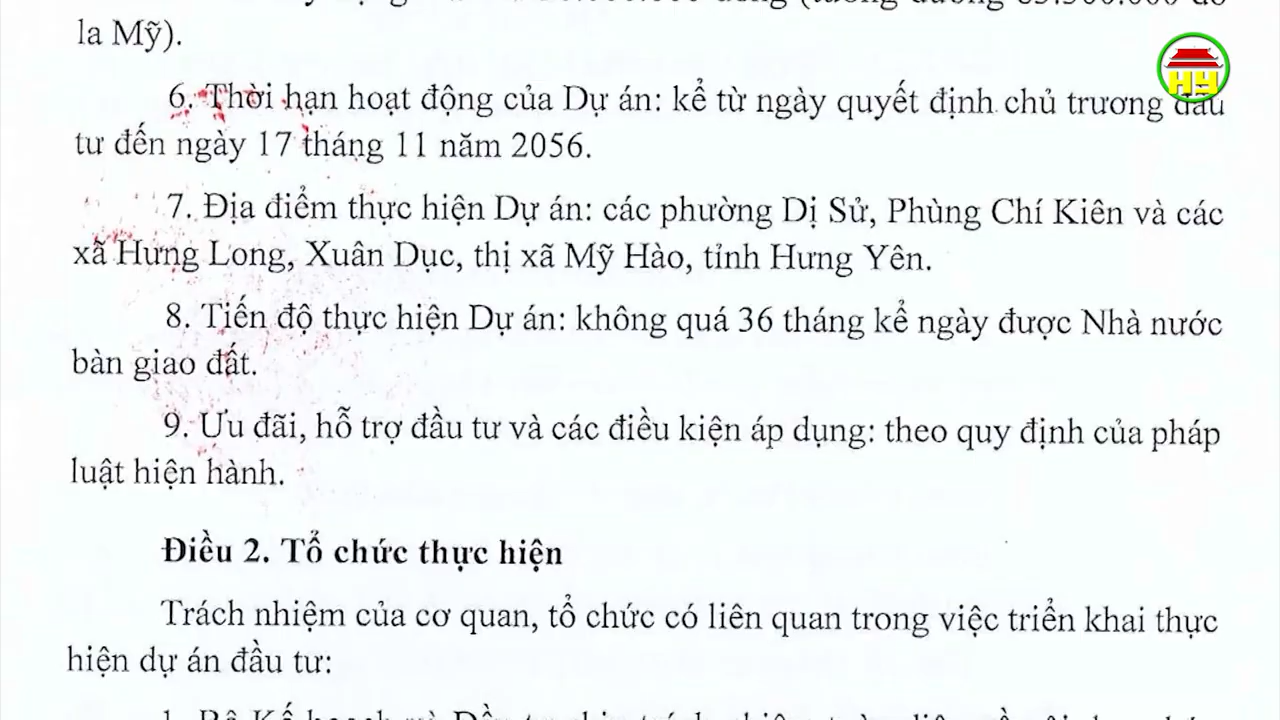 la Mỹ).
HY
6. Thời hạn hoạt động của Dự án: kể từ ngày quyết định chủ trương đầu
tư đến ngày 17 tháng 11 năm 2056.
7. Địa điểm thực hiện Dự án: các phường Dị Sử, Phùng Chí Kiên và các
xã Hưng Long, Xuân Dục, thị xã Mỹ Hào, tỉnh Hưng Yên.
8. Tiến độ thực hiện Dự án: không quá 36 tháng kể ngày được Nhà nước
bàn giao đất.
9. Ưu đãi, hỗ trợ đầu tư và các điều kiện áp dụng: theo quy định của pháp
luật hiện hành.
Điều 2. Tổ chức thực hiện
Trách nhiệm của cơ quan, tổ chức có liên quan trong việc triển khai thực
hiện dự án đầu tư: